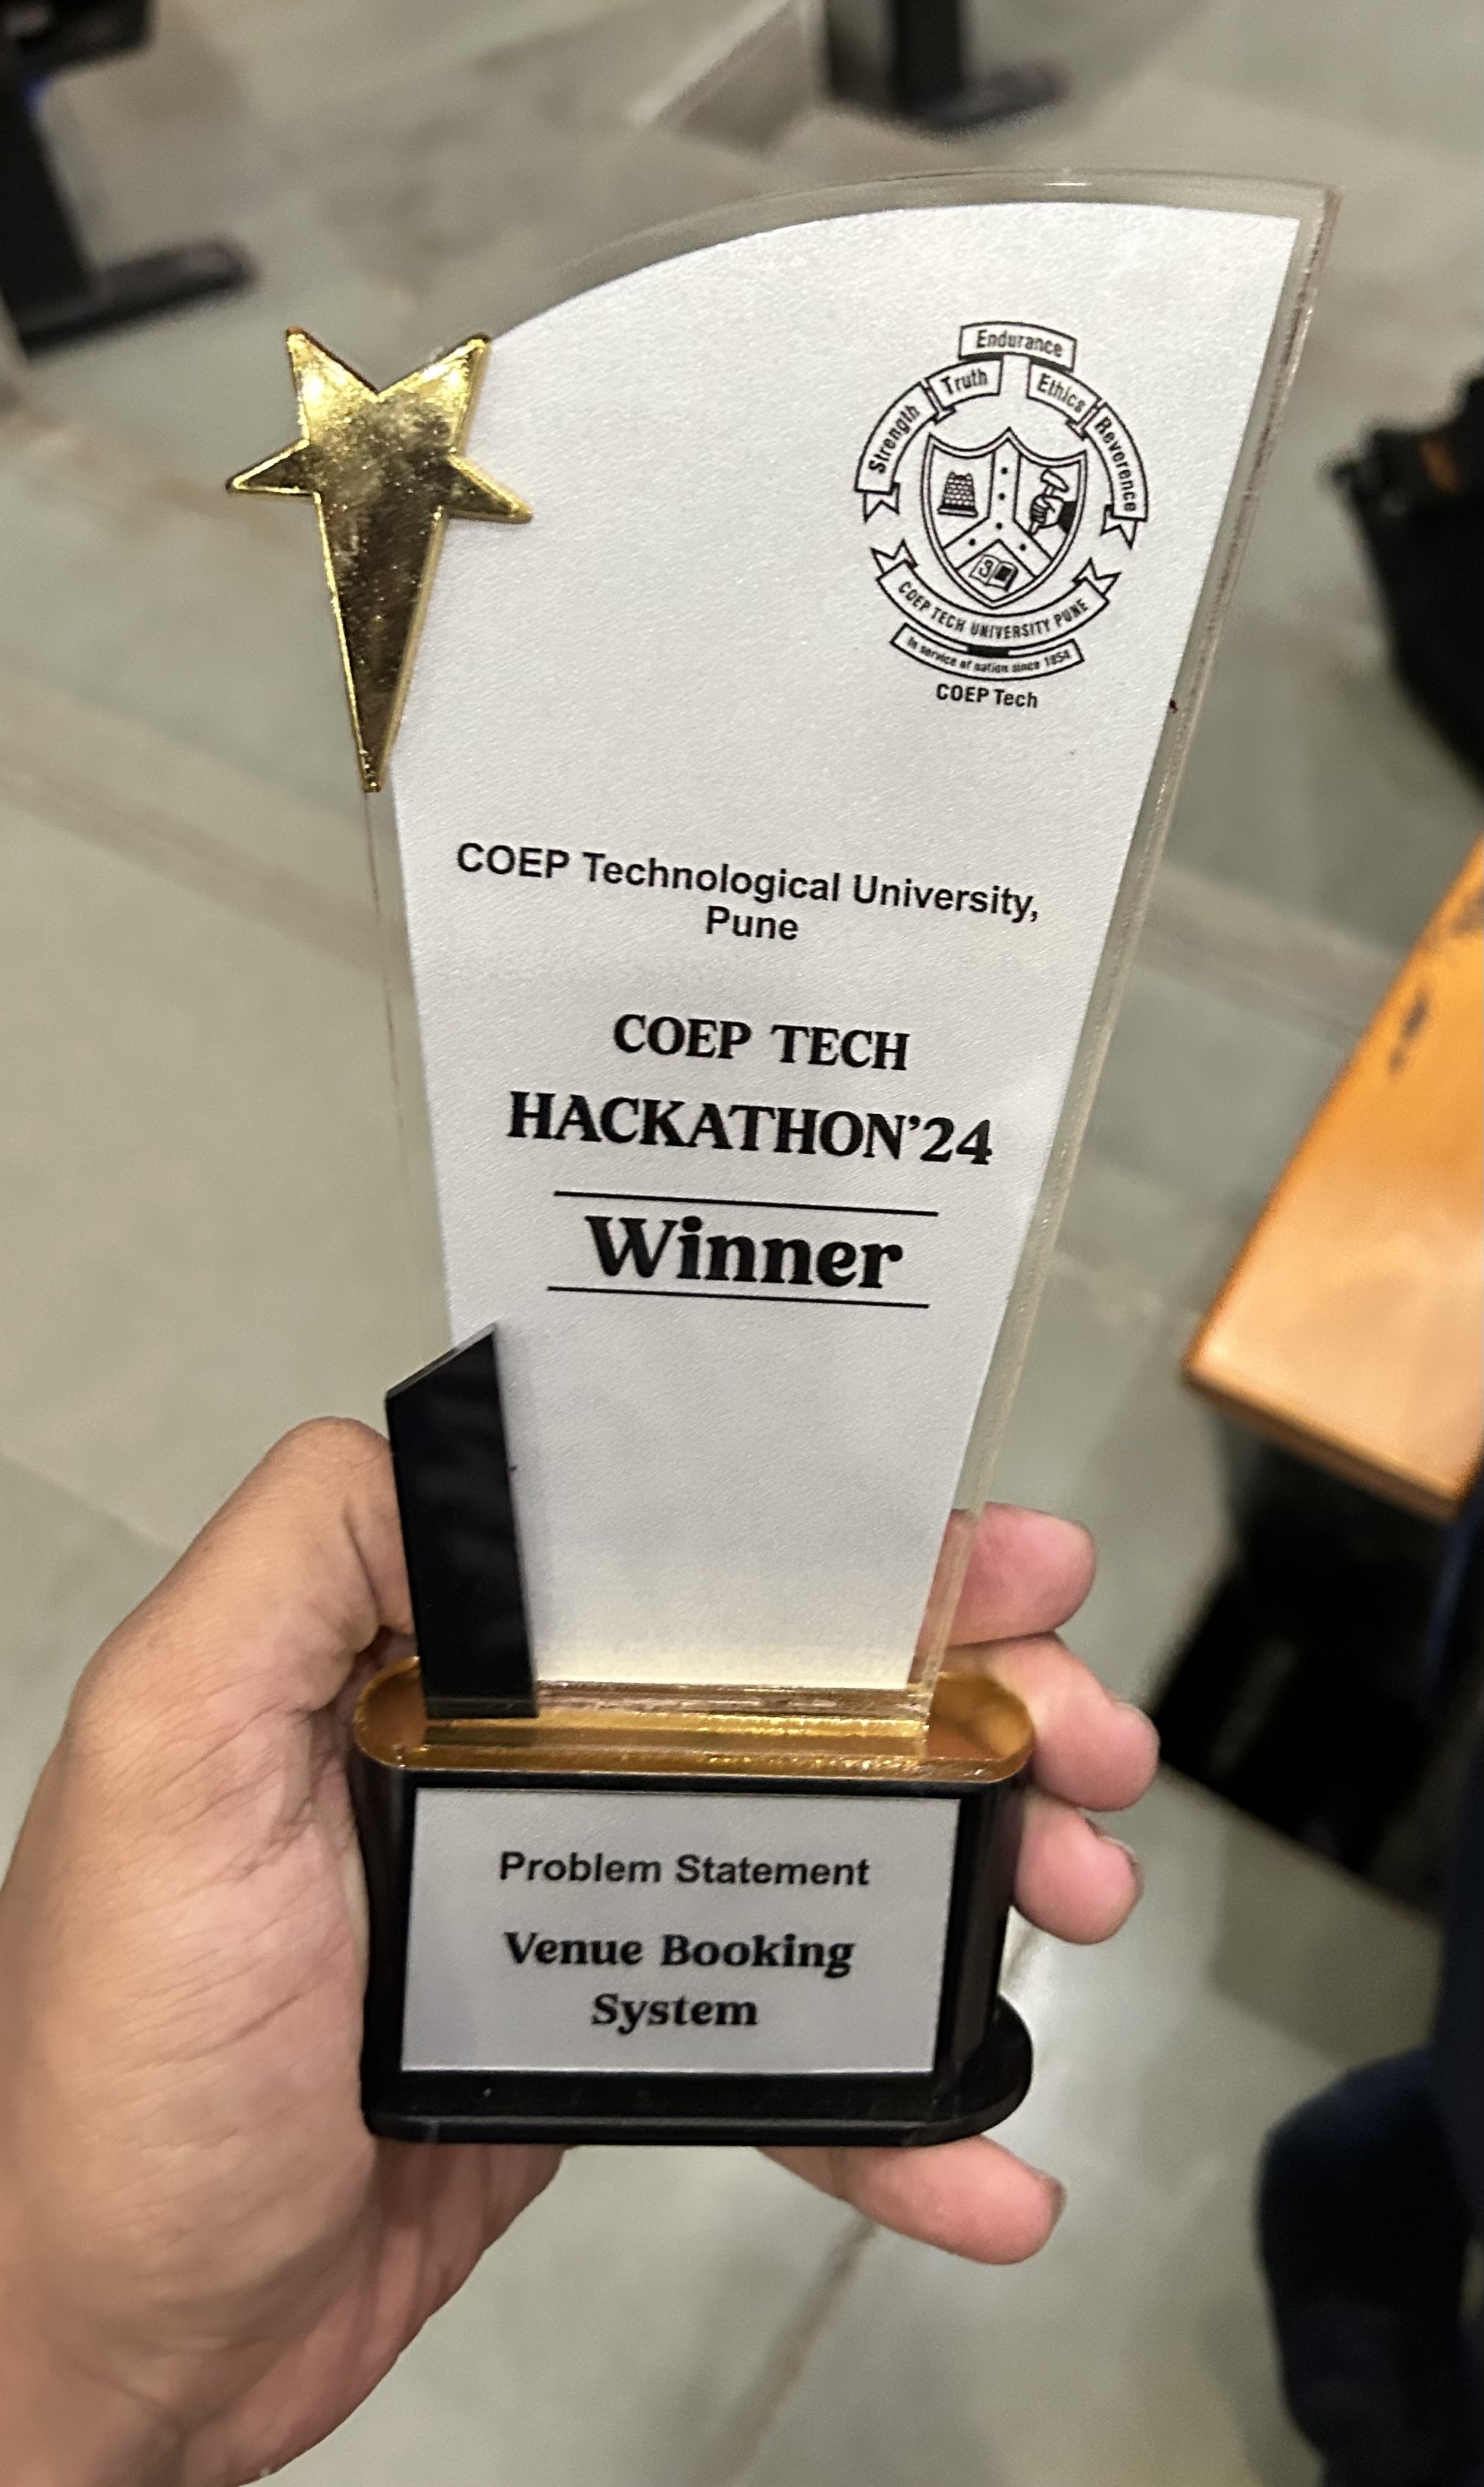 Endurance
Truth
Ethics
Strength
Reverence
COEP TECH UNIVERSITY PUNE
In service of nation since 1854
COEP Tech
COEP Technological University,
Pune
COEP TECH
HACKATHON'24
Winner
Problem Statement
Venue Booking
System